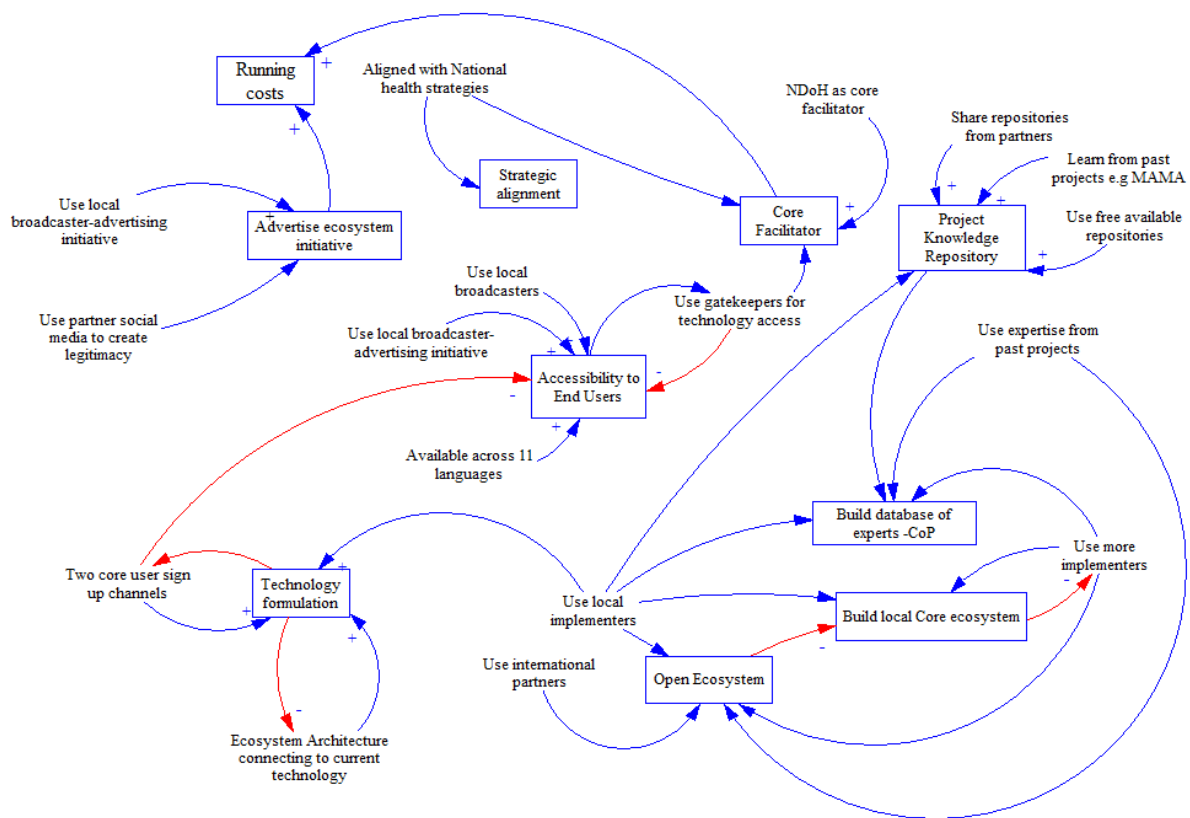 Running
costs
+
Aligned with National
health strategies
NDoH as core
facilitator
Share repositories
from partners
Learn from past
projects e.g MAMA
Use free available
repositories
+
Strategic
alignment
+
+
Core
Facilitator
+
Project
Knowledge
Repository
+
Use local
broadcaster-advertising
initiative
+
Advertise ecosystem
initiative
Use local
broadcasters
Use gatekeepers for
technology access
Use partner social
media to create
legitimacy
Use local broadcaster-
advertising initiative
+
+
Use expertise from
past projects
Accessibility to
End Users
-
-
+
Available across 11
languages
Build database of
experts -CoP
Use more
implementers
-
Two core user sign
up channels
+
Technology
formulation
+
+
Use local
implementers
Build local Core ecosystem
-
Use international
partners
Open Ecosystem
-
Ecosystem Architecture
connecting to current
technology